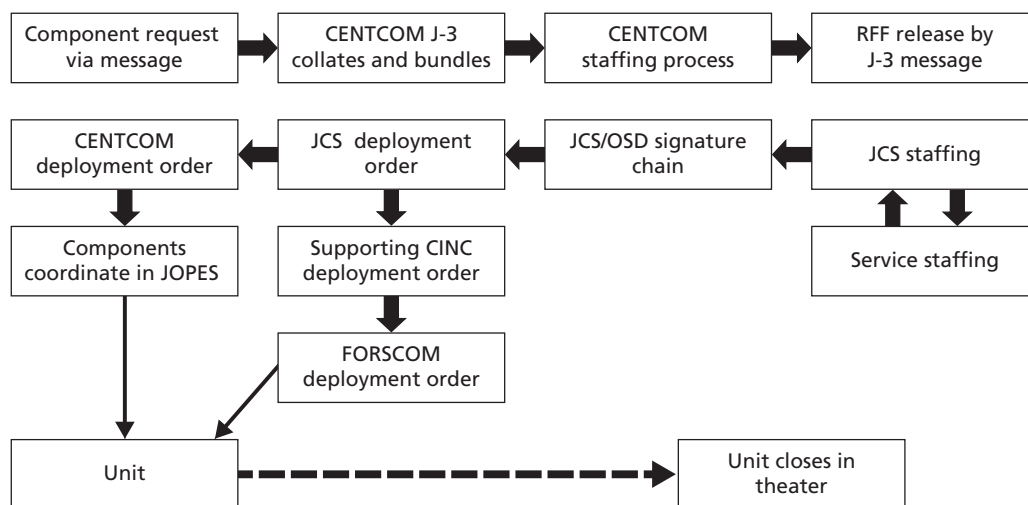 Component request
via message
CENTCOM J-3
collates and bundles
CENTCOM
staffing process
RFF release by
J-3 message
CENTCOM
deployment order
JCS deployment
order
JCS/OSD signature
chain
JCS staffing
Components
coordinate in JOPES
Supporting CINC
deployment order
Service staffing
FORSCOM
deployment order
Unit
Unit closes in
theater